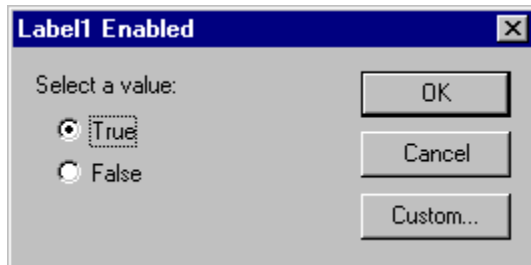 Label1 Enabled
Select a value:
True
False
OK
Cancel
Custom...